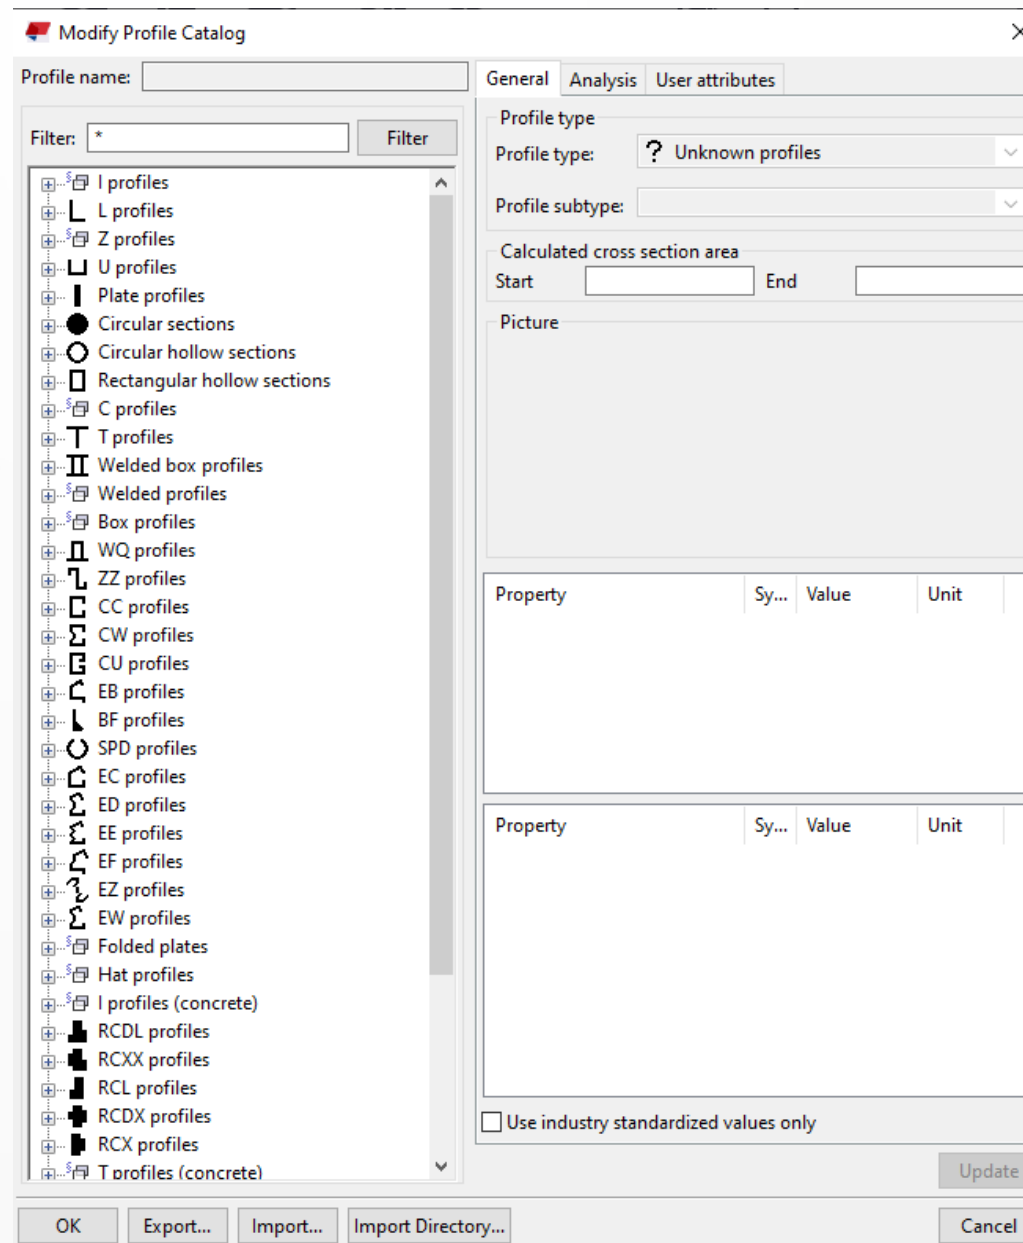 Modify Profile Catalog
Profile name:
Filter: * Filter
I profiles
L profiles
Z profiles
U profiles
Plate profiles
Circular sections
Circular hollow sections
Rectangular hollow sections
C profiles
T profiles
Welded box profiles
Welded profiles
Box profiles
WQ profiles
ZZ profiles
CC profiles
CW profiles
CU profiles
EB profiles
BF profiles
SPD profiles
EC profiles
ED profiles
EE profiles
EF profiles
EZ profiles
EW profiles
Folded plates
Hat profiles
I profiles (concrete)
RCDL profiles
RCXX profiles
RCL profiles
RCDX profiles
RCX profiles
T profiles (concrete)
General Analysis User attributes
Profile type
Profile type: ? Unknown profiles
Profile subtype:
Calculated cross section area
Start End
Picture
Property Sy... Value Unit
Property Sy... Value Unit
Use industry standardized values only
Update
OK Export... Import... Import Directory... Cancel